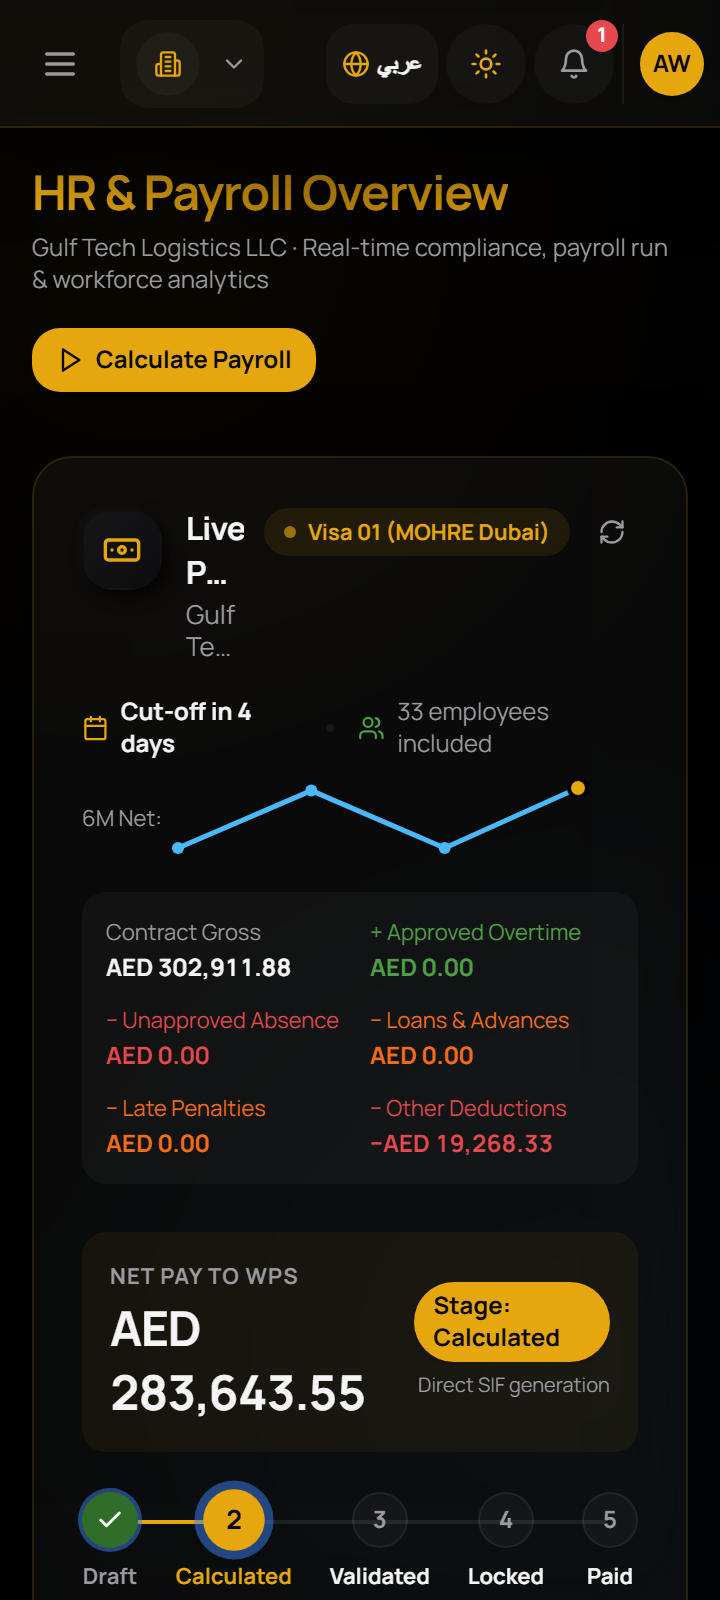 عربي
1
AW
HR & Payroll Overview
Gulf Tech Logistics LLC · Real-time compliance, payroll run
& workforce analytics
Calculate Payroll
Live
P...
Visa 01 (MOHRE Dubai)
Gulf
Te...
Cut-off in 4
days
33 employees
included
6M Net:
Contract Gross
AED 302,911.88
+ Approved Overtime
AED 0.00
− Unapproved Absence
AED 0.00
− Loans & Advances
AED 0.00
− Late Penalties
AED 0.00
− Other Deductions
−AED 19,268.33
NET PAY TO WPS
AED
283,643.55
Stage:
Calculated
Direct SIF generation
2
3
4
5
Draft
Calculated
Validated
Locked
Paid